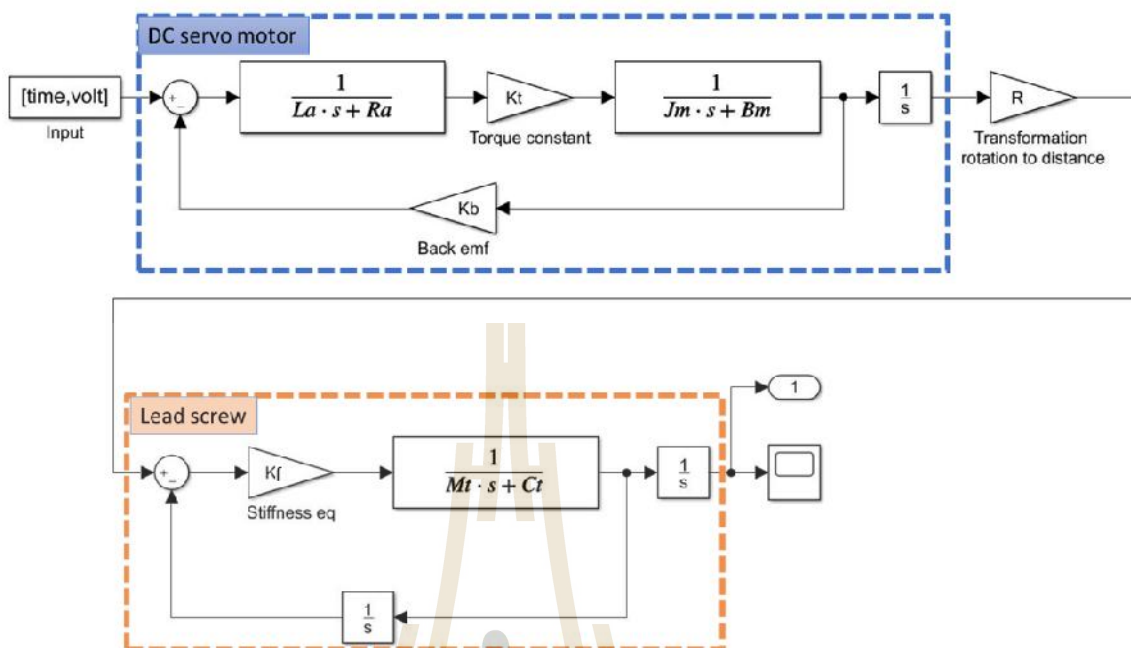 DC servo motor
[time,volt]
Input
+
−
1
La · s + Ra
Kt
Torque constant
1
Jm · s + Bm
1
s
R
Transformation
rotation to distance
Kb
Back emf
Lead screw
+
−
Kf
Stiffness eq
1
Mt · s + Ct
1
s
1
1
s